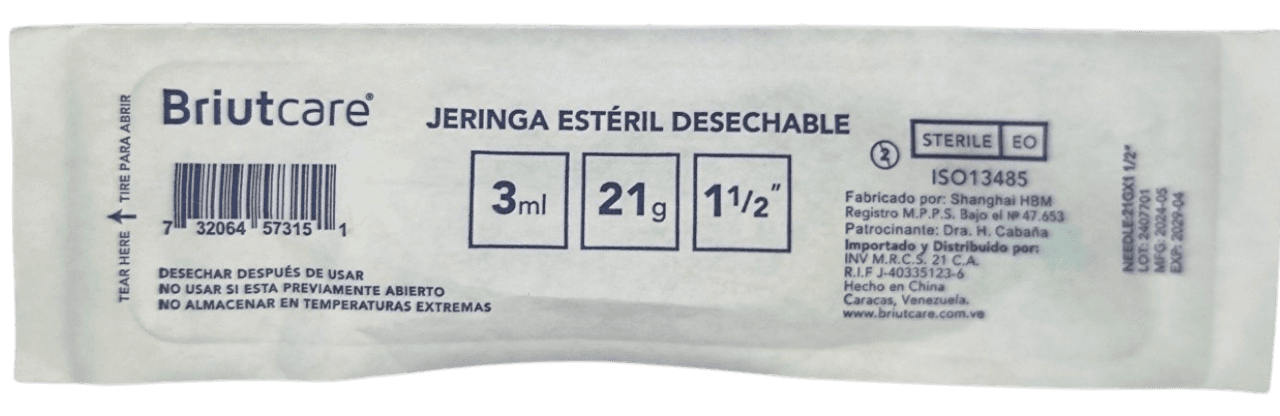 Briutcare®
TEAR HERE → TIRE PARA ABRIR
7 32064 57315 1
DESECHAR DESPUÉS DE USAR
NO USAR SI ESTA PREVIAMENTE ABIERTO
NO ALMACENAR EN TEMPERATURAS EXTREMAS
JERINGA ESTÉRIL DESECHABLE
3ml
21g
1 1/2"
2
STERILE EO
ISO13485
Fabricado por: Shanghai HBM
Registro M.P.P.S. Bajo el Nº 47.653
Patrocinante: Dra. H. Cabaña
Importado y Distribuido por:
INV M.R.C.S. 21 C.A.
R.I.F J-40335123-6
Hecho en China
Caracas, Venezuela.
www.briutcare.com.ve
NEEDLE:21GX1 1/2"
LOT: 2407701
MFG: 2024-05
EXP: 2029-04